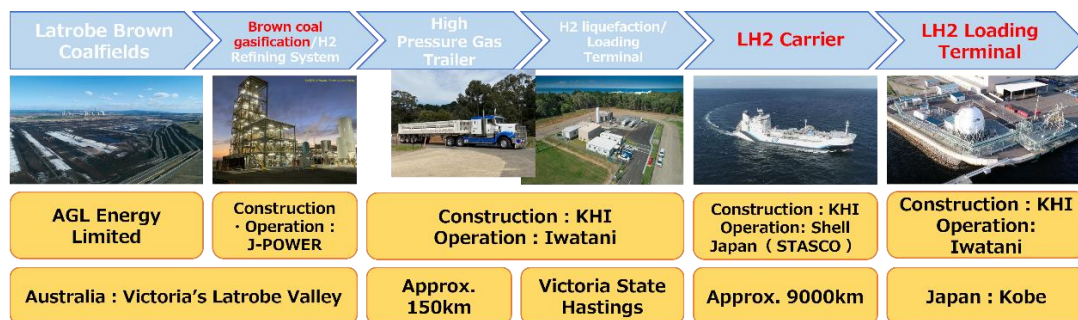 Latrobe Brown
Coalfields
Brown coal
gasification/H2
Refining System
High
Pressure Gas
Trailer
H2 liquefaction/
Loading
Terminal
LH2 Carrier
LH2 Loading
Terminal
AGL Energy
Limited
Construction
・Operation :
J-POWER
Construction : KHI
Operation : Iwatani
Construction : KHI
Operation: Shell
Japan ( STASCO )
Construction : KHI
Operation:
Iwatani
Australia : Victoria's Latrobe Valley
Approx.
150km
Victoria State
Hastings
Approx. 9000km
Japan : Kobe